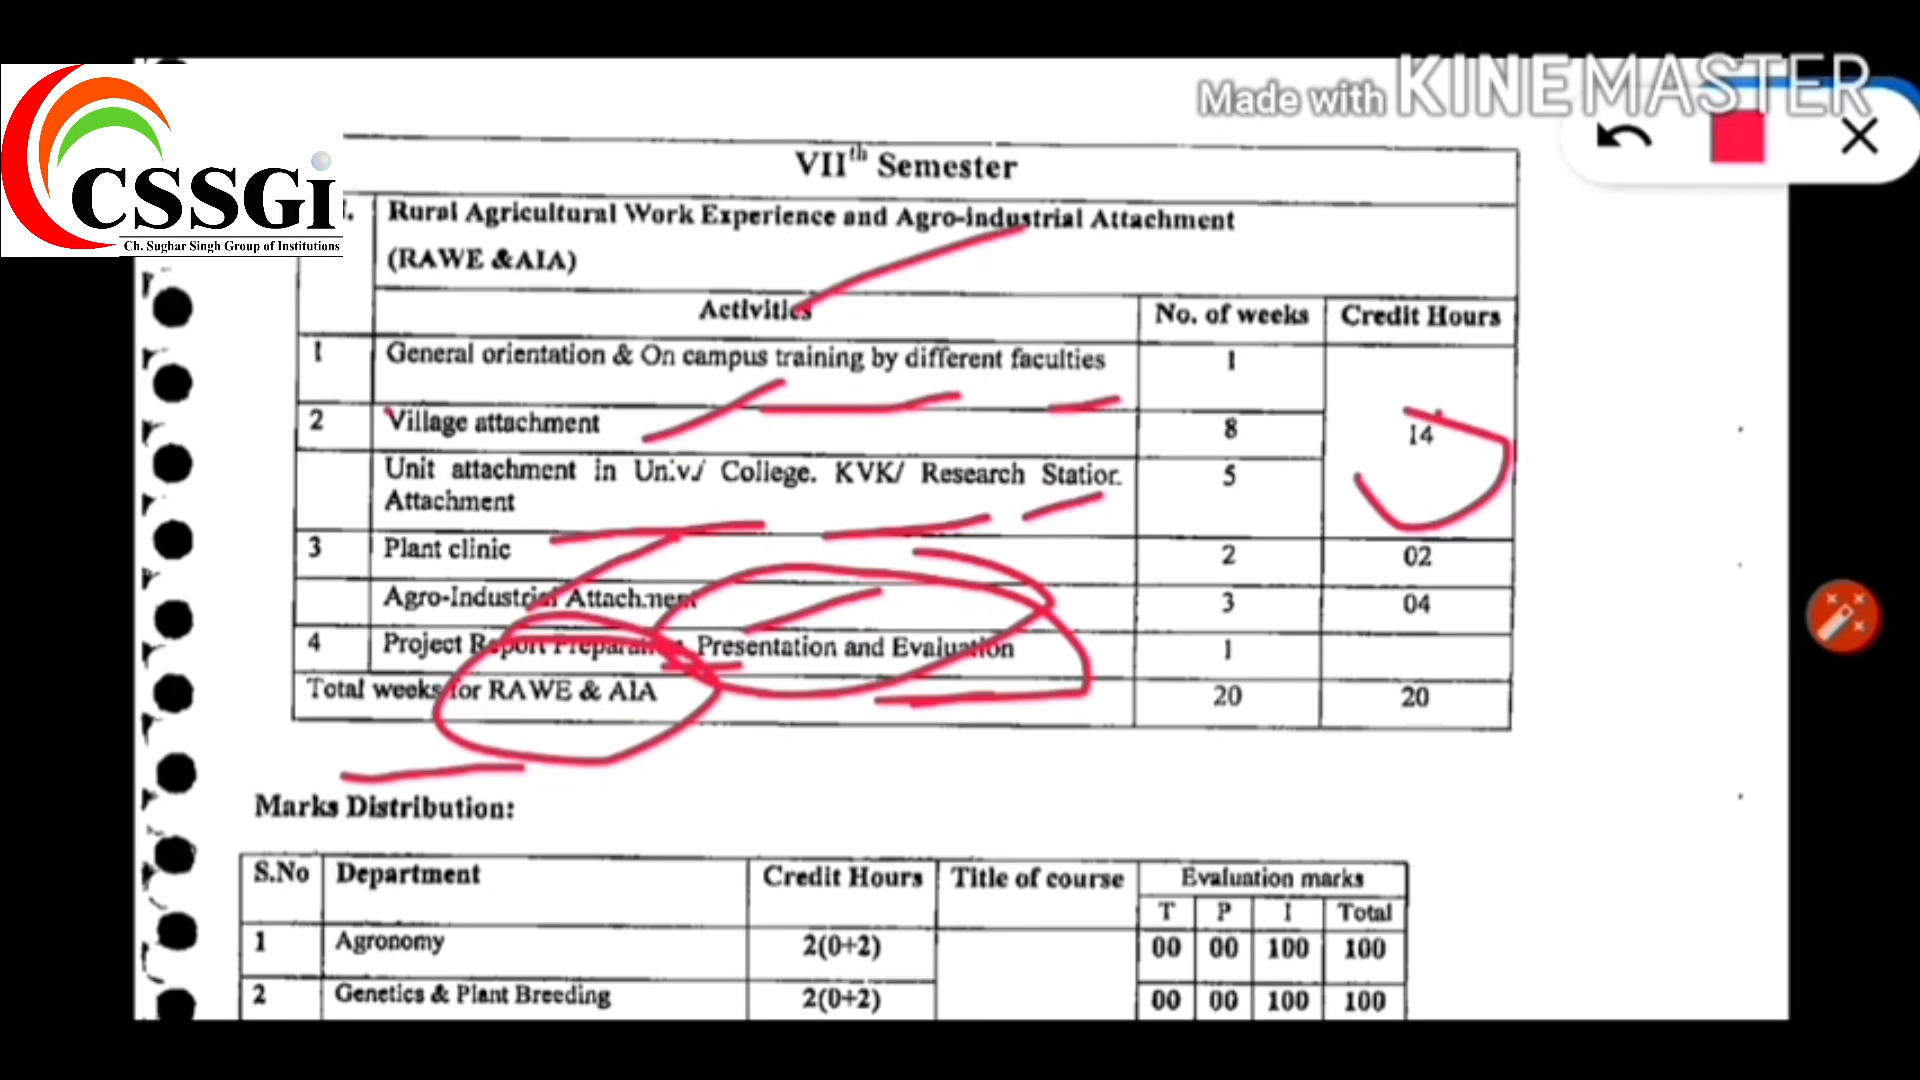 Made with KINEMASTER
CSSGi
Ch. Sughar Singh Group of Institutions
VIIth Semester
Rural Agricultural Work Experience and Agro-industrial Attachment
(RAWE &AIA)
Activities No. of weeks Credit Hours
1 General orientation & On campus training by different faculties 1
2 Village attachment 8 14
Unit attachment in Univ./ College. KVK/ Research Station 5
Attachment
3 Plant clinic 2 02
Agro-Industrial Attachment 3 04
4 Project Report Preparation, Presentation and Evaluation 1
Total weeks for RAWE & AIA 20 20
Marks Distribution:
S.No Department Credit Hours Title of course Evaluation marks
T P I Total
1 Agronomy 2(0+2) 00 00 100 100
2 Genetics & Plant Breeding 2(0+2) 00 00 100 100